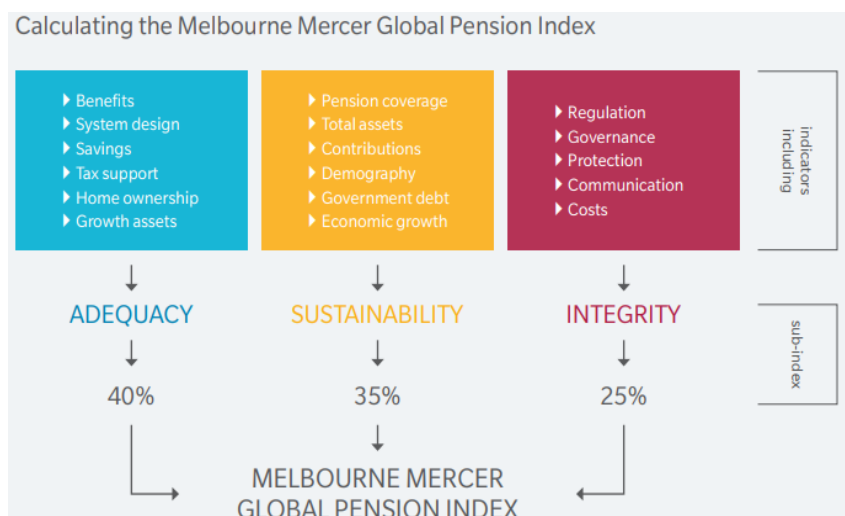 Calculating the Melbourne Mercer Global Pension Index
Benefits
System design
Savings
Tax support
Home ownership
Growth assets
Pension coverage
Total assets
Contributions
Demography
Government debt
Economic growth
Regulation
Governance
Protection
Communication
Costs
indicators
including
ADEQUACY
SUSTAINABILITY
INTEGRITY
sub-index
40%
35%
25%
MELBOURNE MERCER
GLOBAL PENSION INDEX